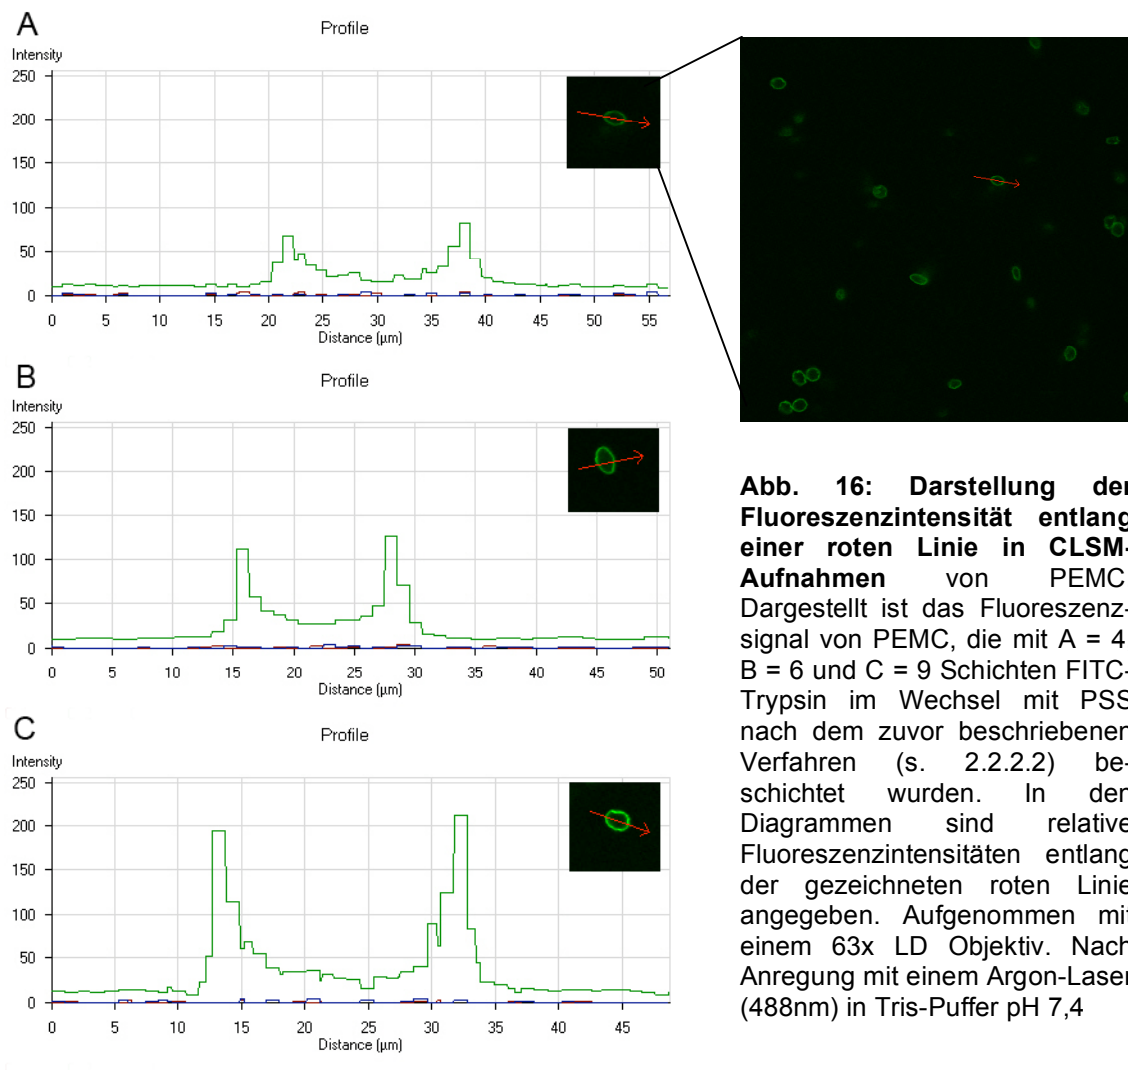 A
Profile
Intensity
250
200
150
100
50
0
0 5 10 15 20 25 30 35 40 45 50 55
Distance (µm)
B
Profile
Intensity
250
200
150
100
50
0
0 5 10 15 20 25 30 35 40 45 50
Distance (µm)
C
Profile
Intensity
250
200
150
100
50
0
0 5 10 15 20 25 30 35 40 45
Distance (µm)
Abb. 16: Darstellung der
Fluoreszenzintensität entlang
einer roten Linie in CLSM-
Aufnahmen von PEMC
Dargestellt ist das Fluoreszenz-
signal von PEMC, die mit A = 4
B = 6 und C = 9 Schichten FITC-
Trypsin im Wechsel mit PSS
nach dem zuvor beschriebenen
Verfahren (s. 2.2.2.2) be-
schichtet wurden. In den
Diagrammen sind relative
Fluoreszenzintensitäten entlang
der gezeichneten roten Linie
angegeben. Aufgenommen mit
einem 63x LD Objektiv. Nach
Anregung mit einem Argon-Laser
(488nm) in Tris-Puffer pH 7,4